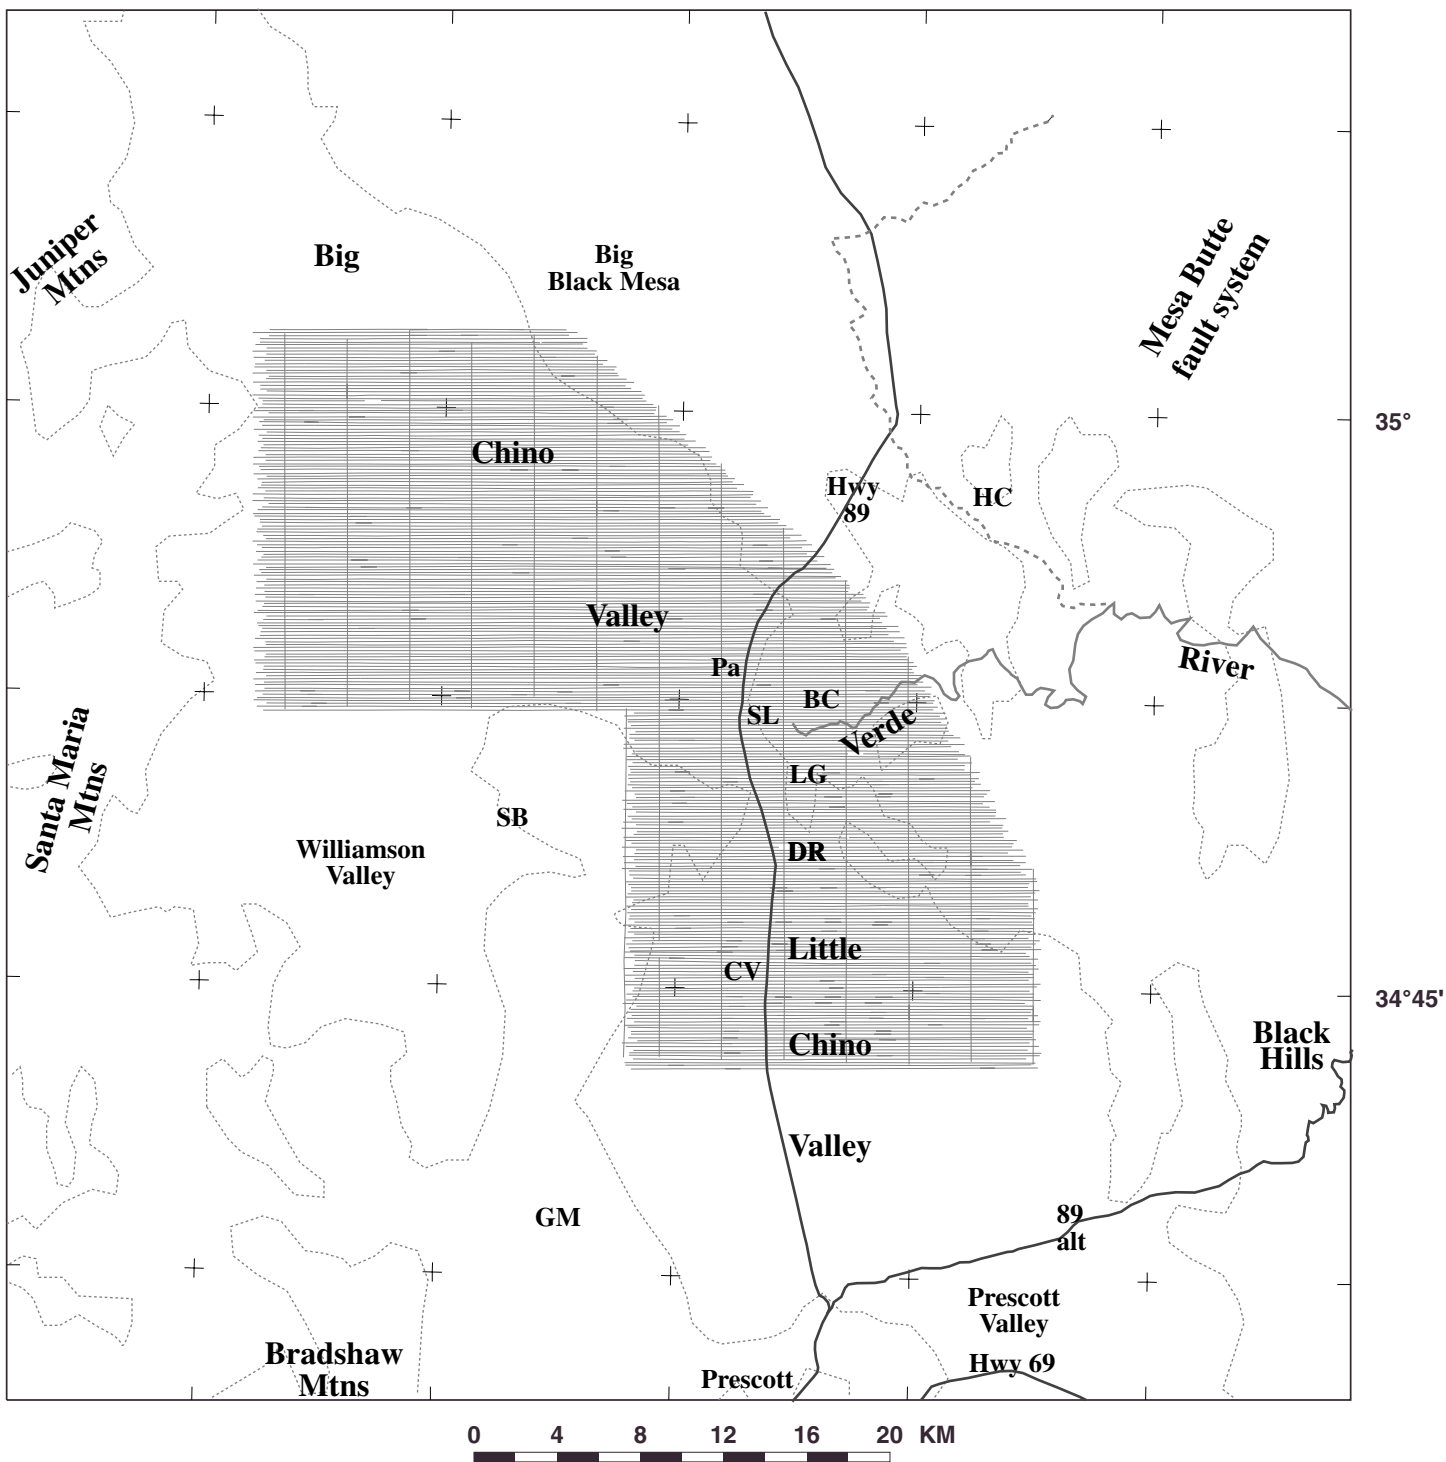 Juniper
Mtns
Big
Big
Black Mesa
Mesa Butte
fault system
35°
Chino
Hwy
89
HC
Valley
Pa
River
BC
SL
Verde
Santa Maria
Mtns
LG
SB
Williamson
Valley
DR
Little
CV
34°45'
Black
Hills
Chino
Valley
GM
89
alt
Prescott
Valley
Bradshaw
Mtns
Hwy 69
Prescott
0 4 8 12 16 20 KM